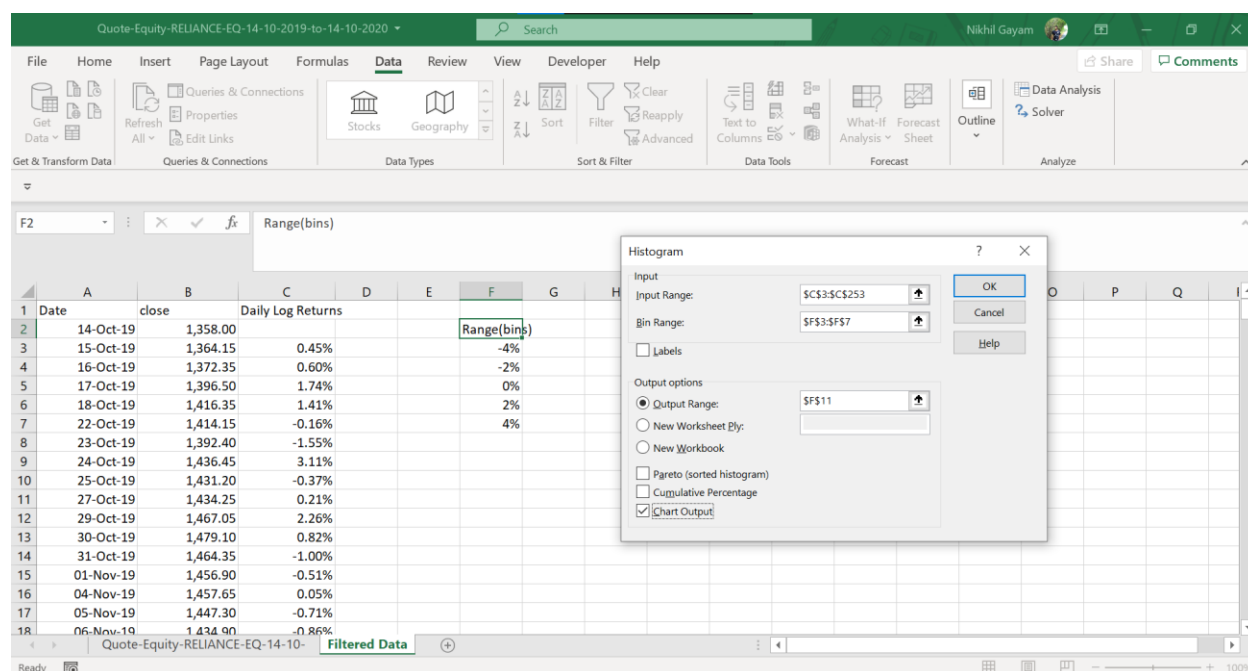 Quote-Equity-RELIANCE-EQ-14-10-2019-to-14-10-2020
Search
Nikhil Gayam
File Home Insert Page Layout Formulas Data Review View Developer Help
Share Comments
Get Data
Refresh All
Queries & Connections
Properties
Edit Links
Stocks
Geography
Sort
Filter
Clear
Reapply
Advanced
Text to Columns
What-If Analysis
Forecast Sheet
Outline
Data Analysis
Solver
Get & Transform Data Queries & Connections Data Types Sort & Filter Data Tools Forecast Analyze
F2 fx Range(bins)
A B C D E F G H O P Q
1 Date close Daily Log Returns
2 14-Oct-19 1,358.00 Range(bins)
3 15-Oct-19 1,364.15 0.45% -4%
4 16-Oct-19 1,372.35 0.60% -2%
5 17-Oct-19 1,396.50 1.74% 0%
6 18-Oct-19 1,416.35 1.41% 2%
7 22-Oct-19 1,414.15 -0.16% 4%
8 23-Oct-19 1,392.40 -1.55%
9 24-Oct-19 1,436.45 3.11%
10 25-Oct-19 1,431.20 -0.37%
11 27-Oct-19 1,434.25 0.21%
12 29-Oct-19 1,467.05 2.26%
13 30-Oct-19 1,479.10 0.82%
14 31-Oct-19 1,464.35 -1.00%
15 01-Nov-19 1,456.90 -0.51%
16 04-Nov-19 1,457.65 0.05%
17 05-Nov-19 1,447.30 -0.71%
18 06-Nov-19 1,434.90 -0.86%
Histogram ?
Input
Input Range: $C$3:$C$253
Bin Range: $F$3:$F$7
Labels
OK
Cancel
Help
Output options
Output Range: $F$11
New Worksheet Ply:
New Workbook
Pareto (sorted histogram)
Cumulative Percentage
Chart Output
Quote-Equity-RELIANCE-EQ-14-10- Filtered Data
Ready 100%